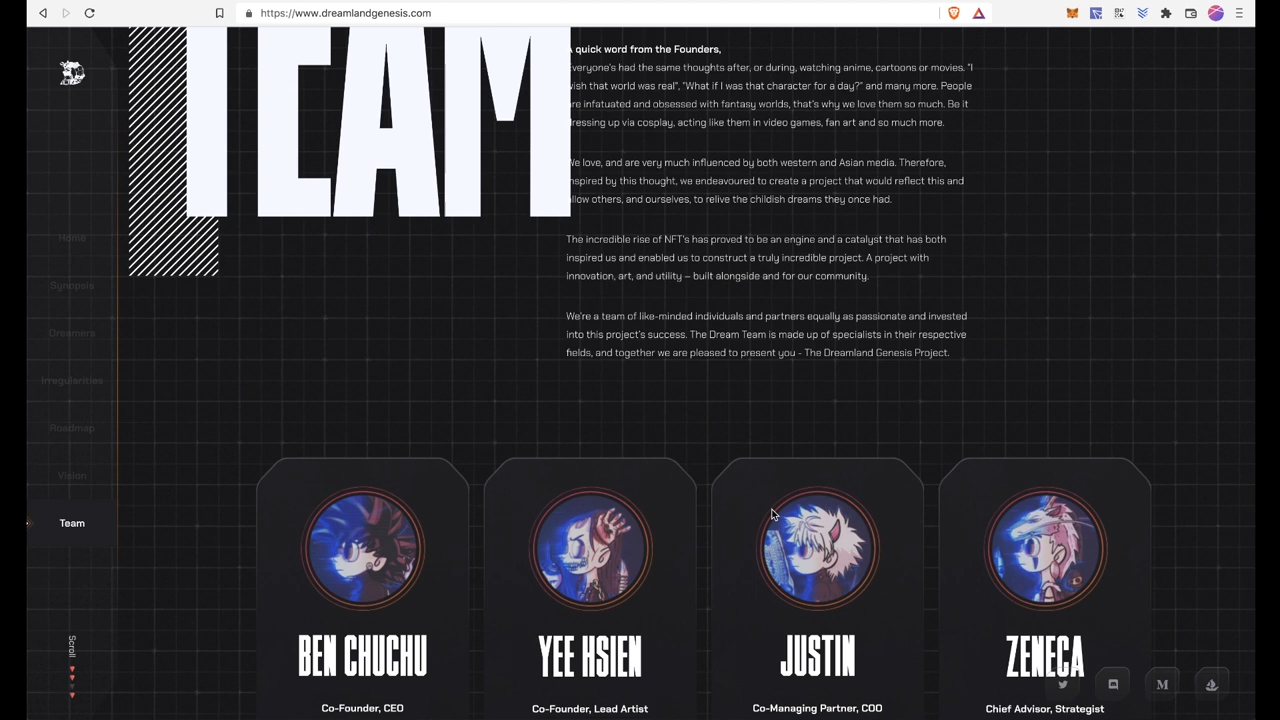 https://www.dreamlandgenesis.com
TEAM
A quick word from the Founders,
Everyone's had the same thoughts after, or during, watching anime, cartoons or movies. "I
wish that world was real", "What if I was that character for a day?" and many more. People
are infatuated and obsessed with fantasy worlds, that's why we love them so much. Be it
dressing up via cosplay, acting like them in video games, fan art and so much more.
We love, and are very much influenced by both western and Asian media. Therefore,
inspired by this thought, we endeavoured to create a project that would reflect this and
allow others, and ourselves, to relive the childish dreams they once had.
The incredible rise of NFT's has proved to be an engine and a catalyst that has both
inspired us and enabled us to construct a truly incredible project. A project with
innovation, art, and utility – built alongside and for our community.
We're a team of like-minded individuals and partners equally as passionate and invested
into this project's success. The Dream Team is made up of specialists in their respective
fields, and together we are pleased to present you - The Dreamland Genesis Project.
Home
Synopsis
Dreamers
Irregularities
Roadmap
Vision
Team
Scroll
BEN CHUCHU
Co-Founder, CEO
YEE HSIEN
Co-Founder, Lead Artist
JUSTIN
Co-Managing Partner, COO
ZENECA
Chief Advisor, Strategist